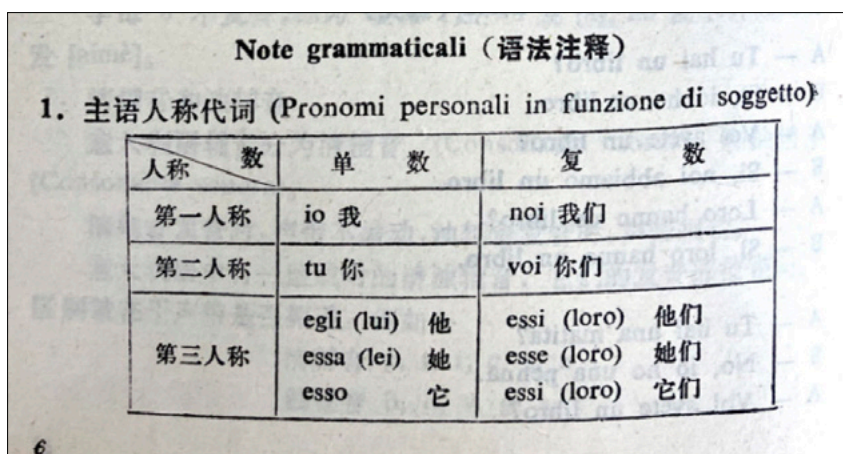 Note grammaticali (语法注释)
1. 主语人称代词 (Pronomi personali in funzione di soggetto)
人称 数 单 数 复 数
第一人称 io 我 noi 我们
第二人称 tu 你 voi 你们
egli (lui) 他 essi (loro) 他们
第三人称 essa (lei) 她 esse (loro) 她们
esso 它 essi (loro) 它们
6